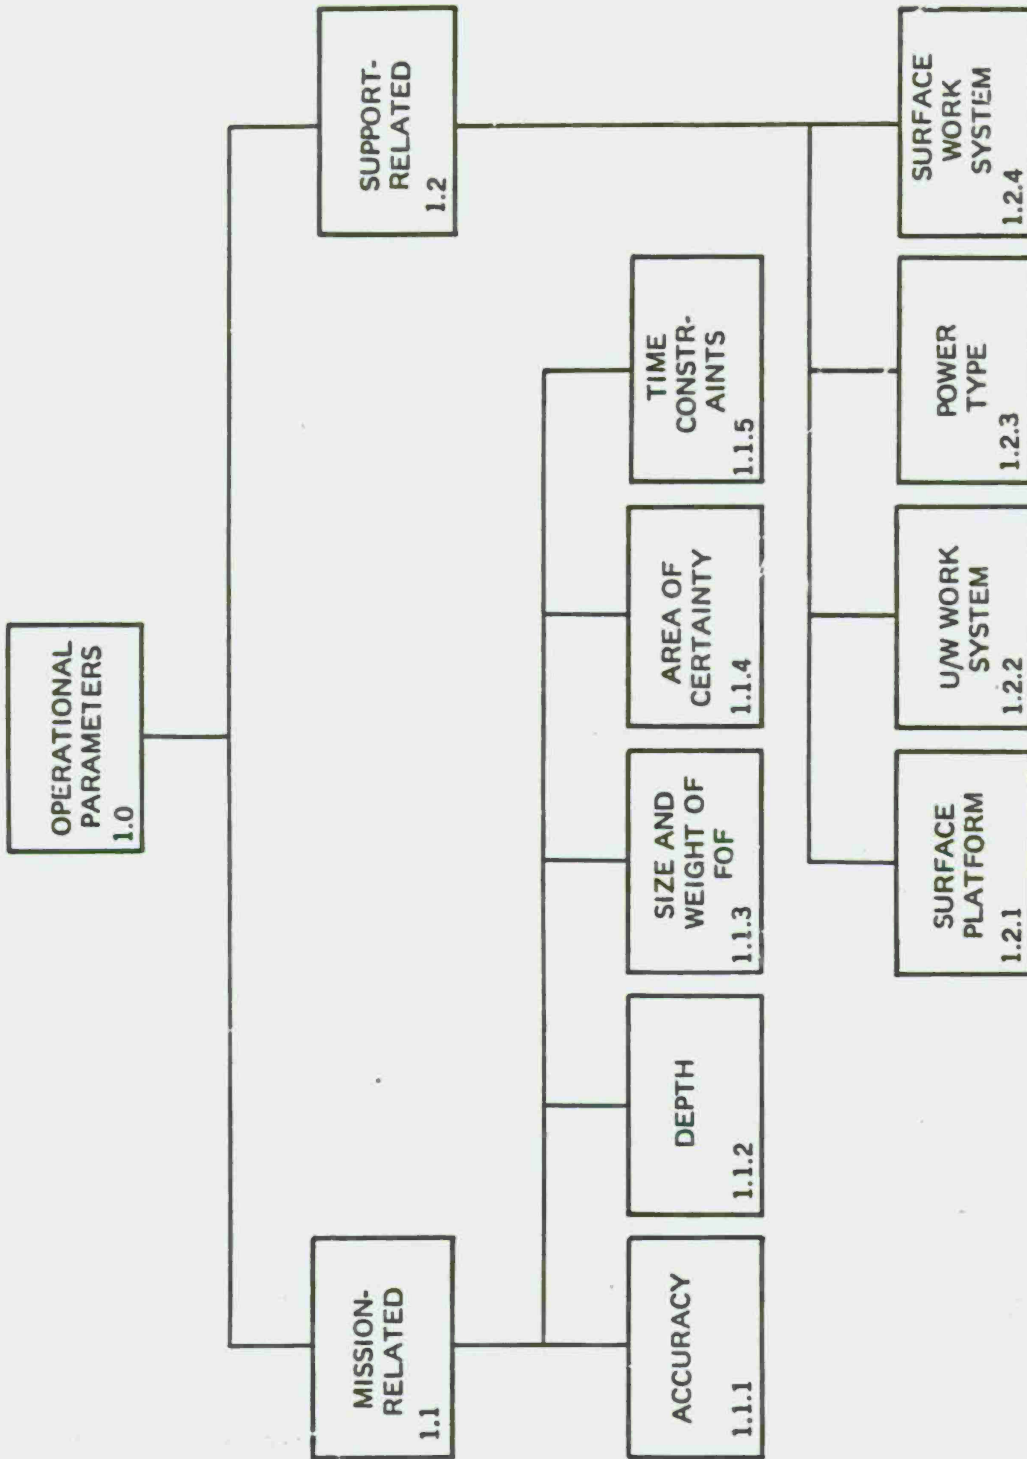 OPERATIONAL
PARAMETERS
1.0
MISSION-
RELATED
1.1
SUPPORT-
RELATED
1.2
ACCURACY
1.1.1
DEPTH
1.1.2
SIZE AND
WEIGHT OF
FOF
1.1.3
AREA OF
CERTAINTY
1.1.4
TIME
CONSTR-
AINTS
1.1.5
SURFACE
PLATFORM
1.2.1
U/W WORK
SYSTEM
1.2.2
POWER
TYPE
1.2.3
SURFACE
WORK
SYSTEM
1.2.4